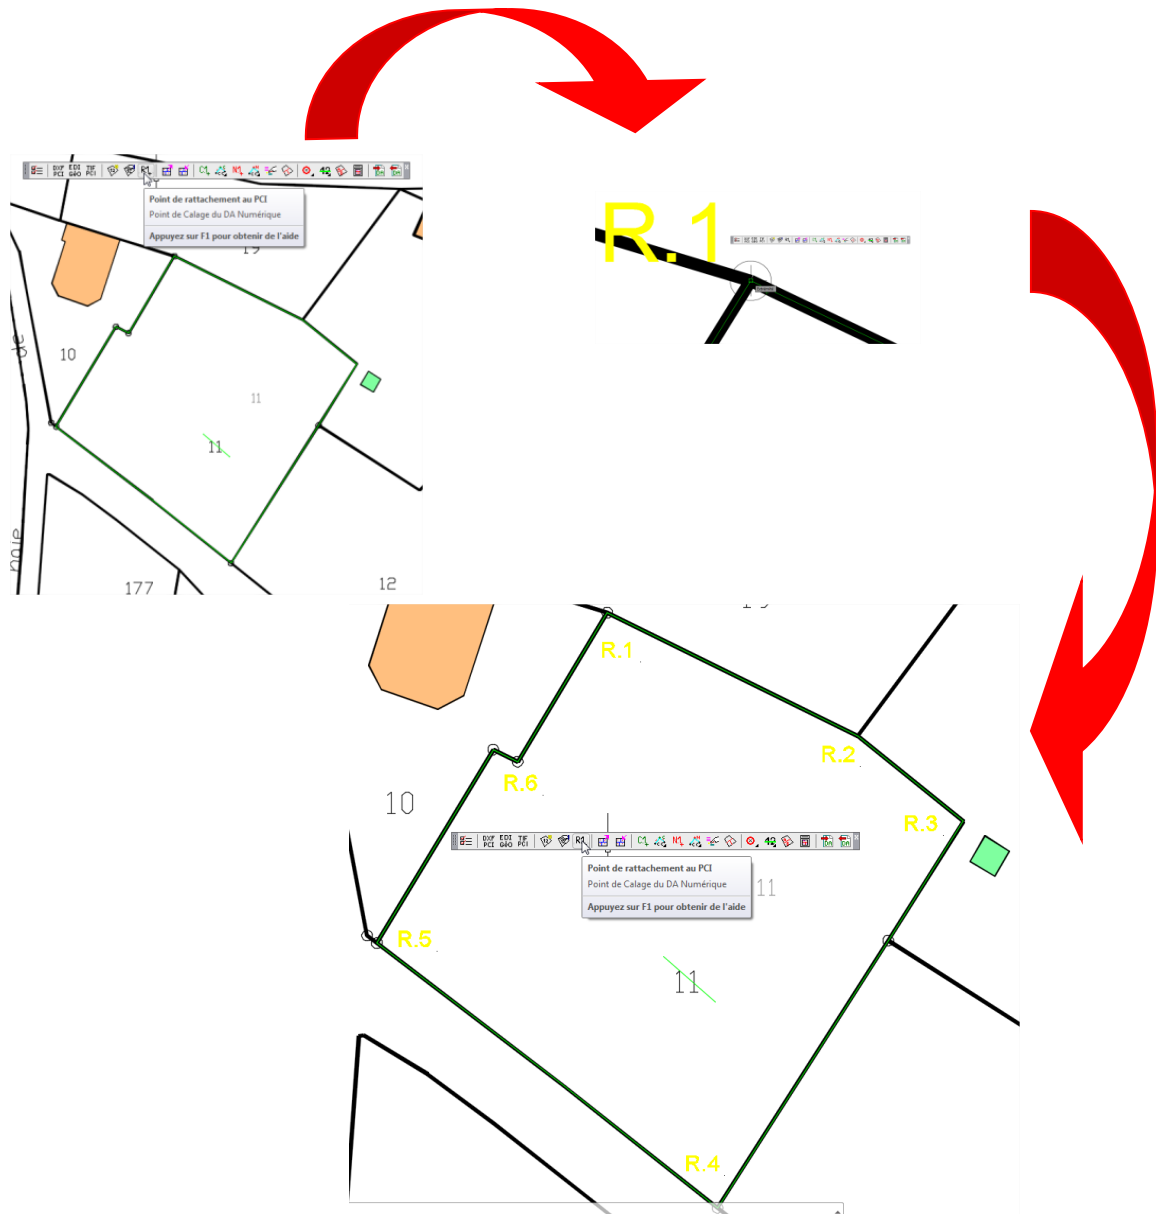 DXF EDI TIF
PCI GéO PCI
R1
Point de rattachement au PCI
Point de Calage du DA Numérique
Appuyez sur F1 pour obtenir de l'aide
19
de
10
11
11
177
12
R.1
R.1
R.2
R.6
R.3
10
DXF EDI TIF
PCI GéO PCI
R1
Point de rattachement au PCI
Point de Calage du DA Numérique
11
Appuyez sur F1 pour obtenir de l'aide
R.5
11
R.4